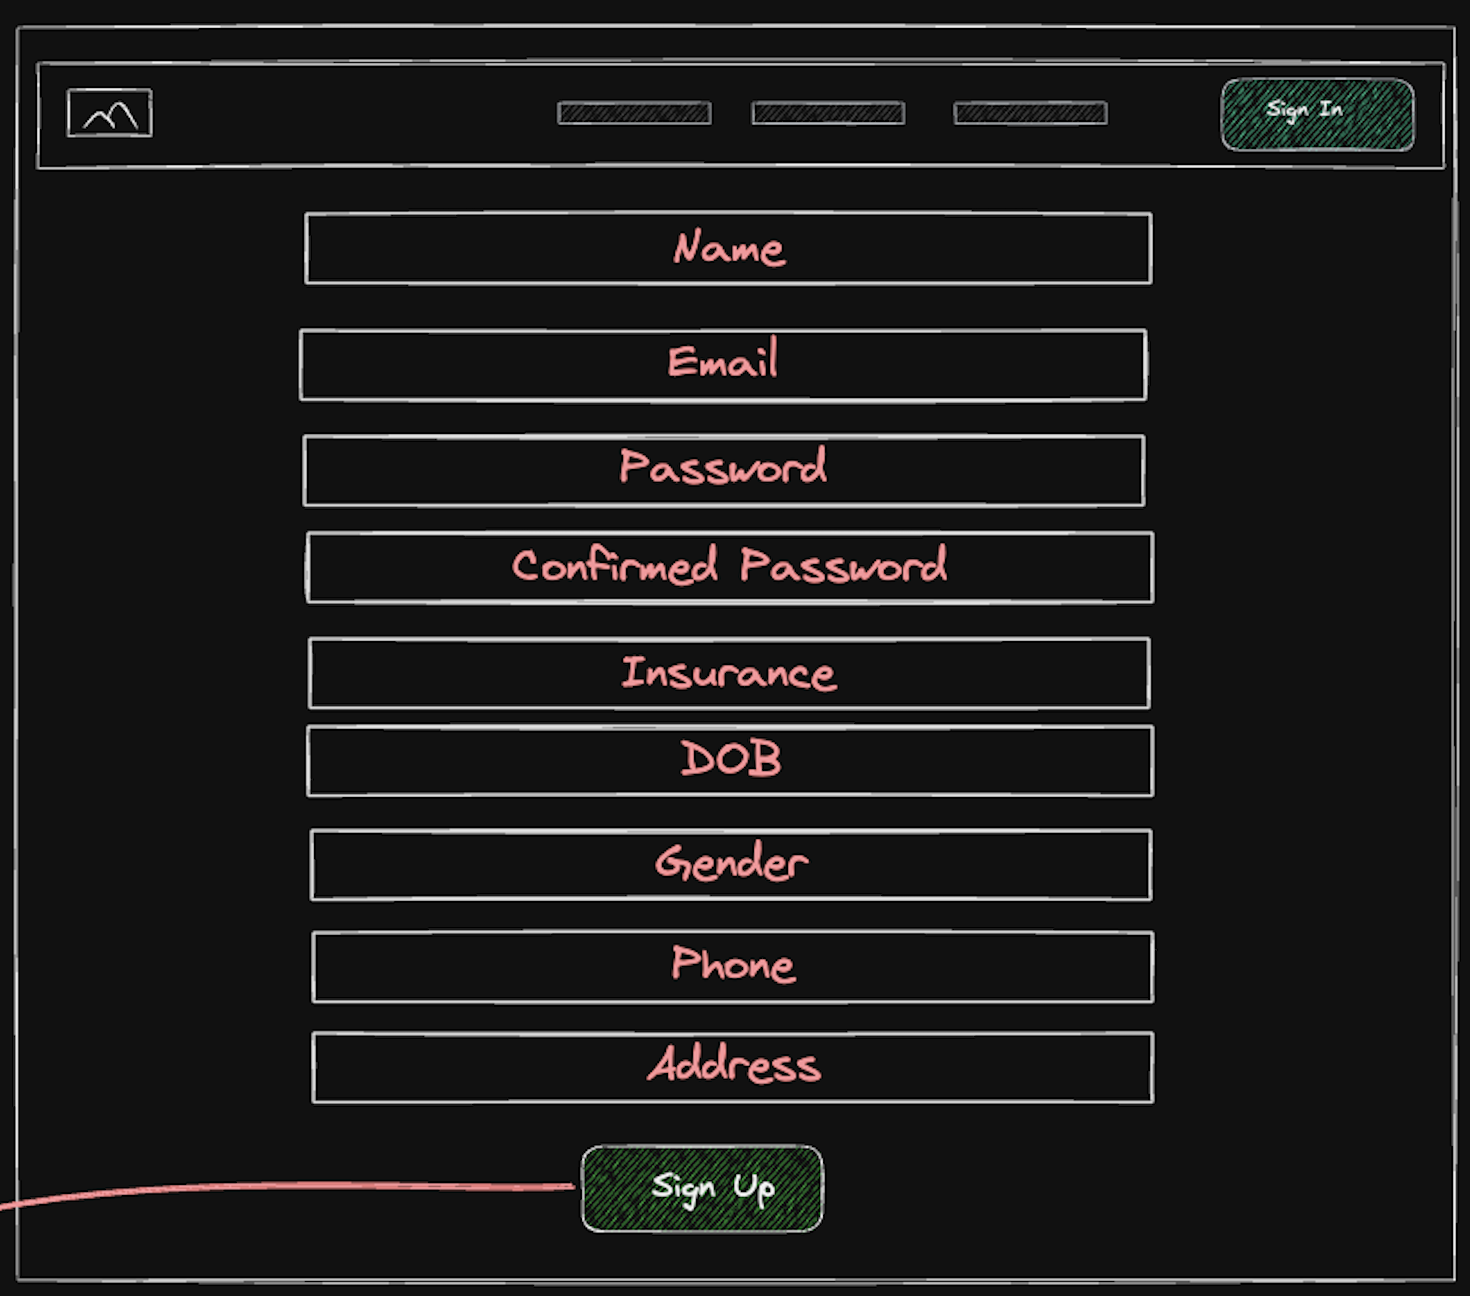 Sign In
Name
Email
Password
Confirmed Password
Insurance
DOB
Gender
Phone
Address
Sign Up